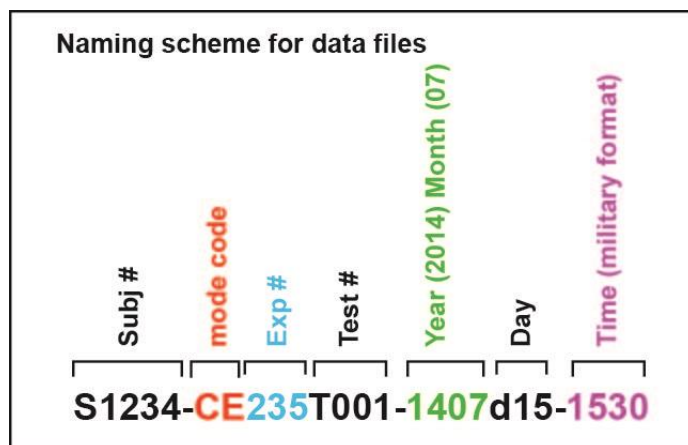 Naming scheme for data files
Subj #
mode code
Exp #
Test #
Year (2014) Month (07)
Day
Time (military format)
S1234-CE235T001-1407d15-1530